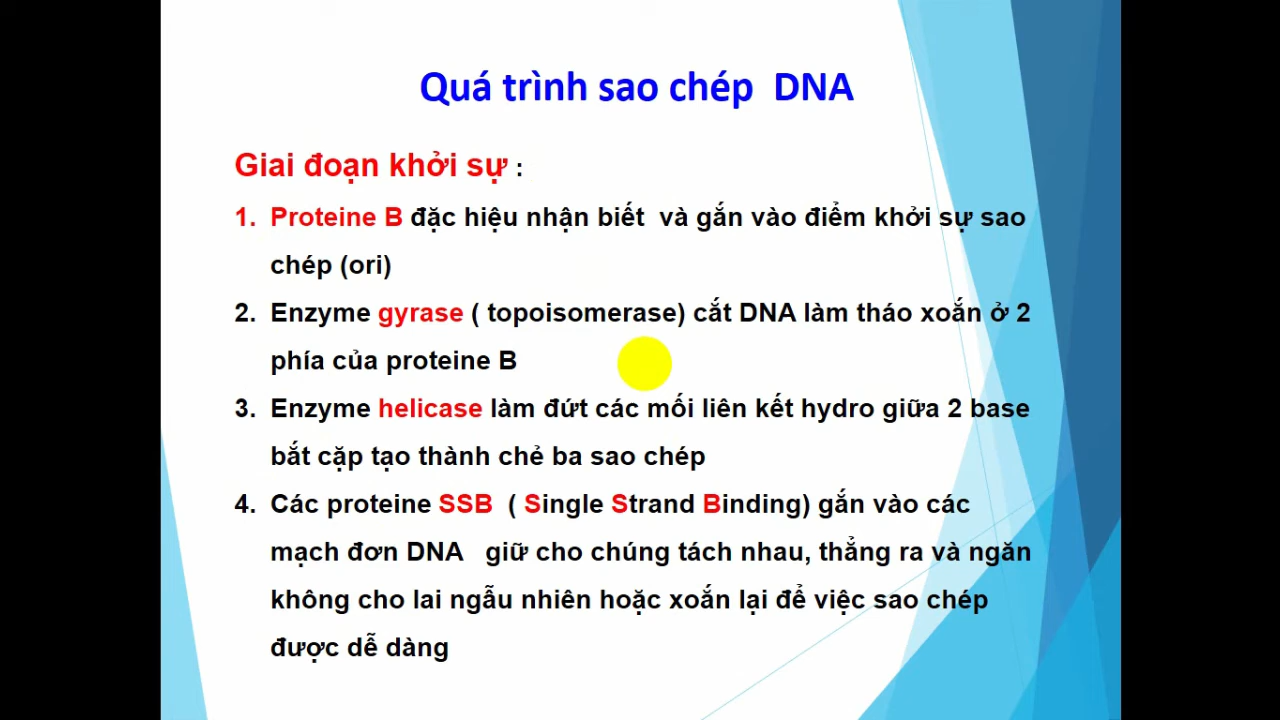 Quá trình sao chép DNA
Giai đoạn khởi sự :
1. Proteine B đặc hiệu nhận biết và gắn vào điểm khởi sự sao
chép (ori)
2. Enzyme gyrase ( topoisomerase) cắt DNA làm tháo xoắn ở 2
phía của proteine B
3. Enzyme helicase làm đứt các mối liên kết hydro giữa 2 base
bắt cặp tạo thành chẻ ba sao chép
4. Các proteine SSB ( Single Strand Binding) gắn vào các
mạch đơn DNA giữ cho chúng tách nhau, thẳng ra và ngăn
không cho lai ngẫu nhiên hoặc xoắn lại để việc sao chép
được dễ dàng